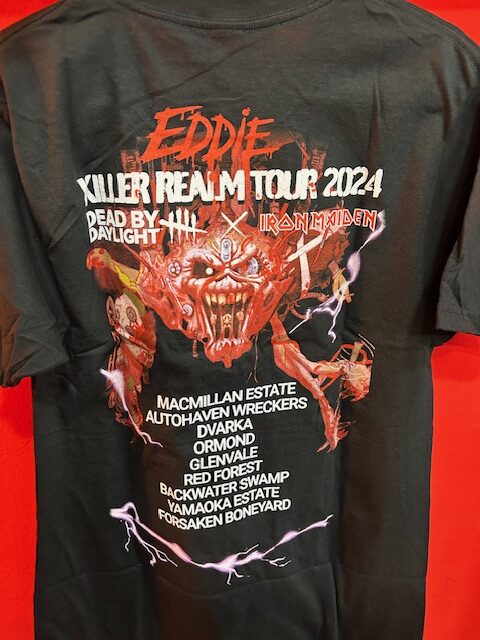 EDDIE
KILLER REALM TOUR 2024
DEAD BY DAYLIGHT × IRON MAIDEN
MACMILLAN ESTATE
AUTOHAVEN WRECKERS
DVARKA
ORMOND
GLENVALE
RED FOREST
BACKWATER SWAMP
YAMAOKA ESTATE
FORSAKEN BONEYARD